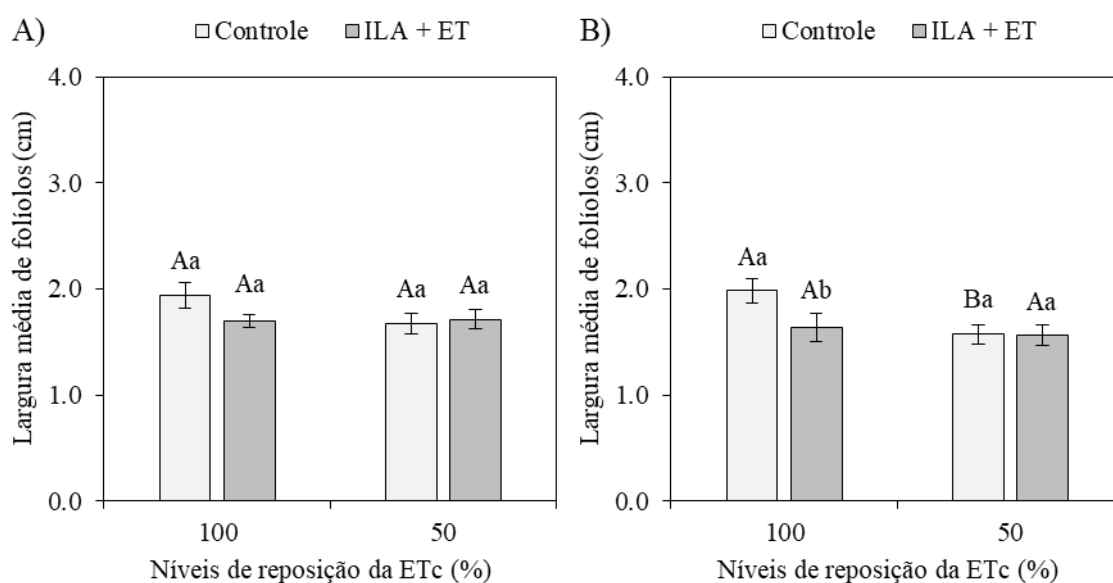 A)
Controle ILA + ET
Largura média de folíolos (cm)
4.0
3.0
2.0
1.0
0.0
Aa
Aa
Aa
Aa
100 50
Níveis de reposição da ETc (%)
B)
Controle ILA + ET
Largura média de folíolos (cm)
4.0
3.0
2.0
1.0
0.0
Aa
Ab
Ba
Aa
100 50
Níveis de reposição da ETc (%)